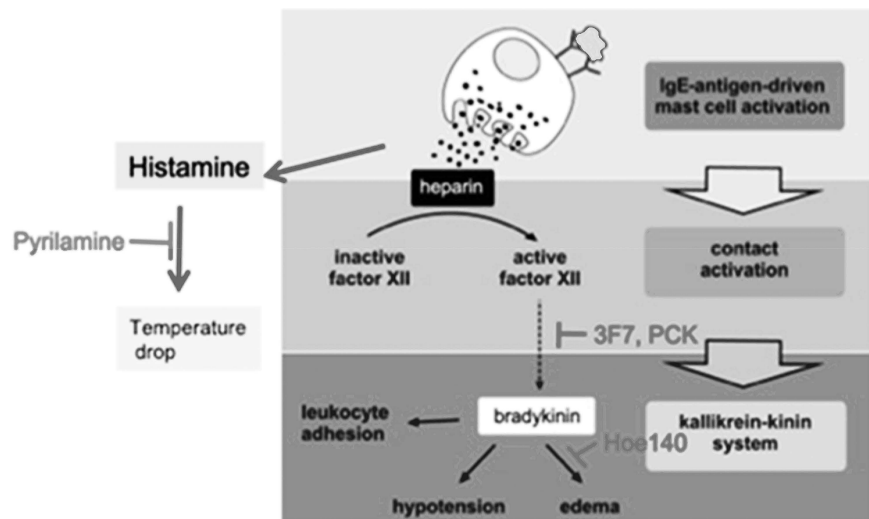 IgE-antigen-driven
mast cell activation
Histamine
heparin
Pyrilamine
inactive
factor XII
active
factor XII
contact
activation
Temperature
drop
3F7, PCK
leukocyte
adhesion
bradykinin
Hoe140
kallikrein-kinin
system
hypotension
edema